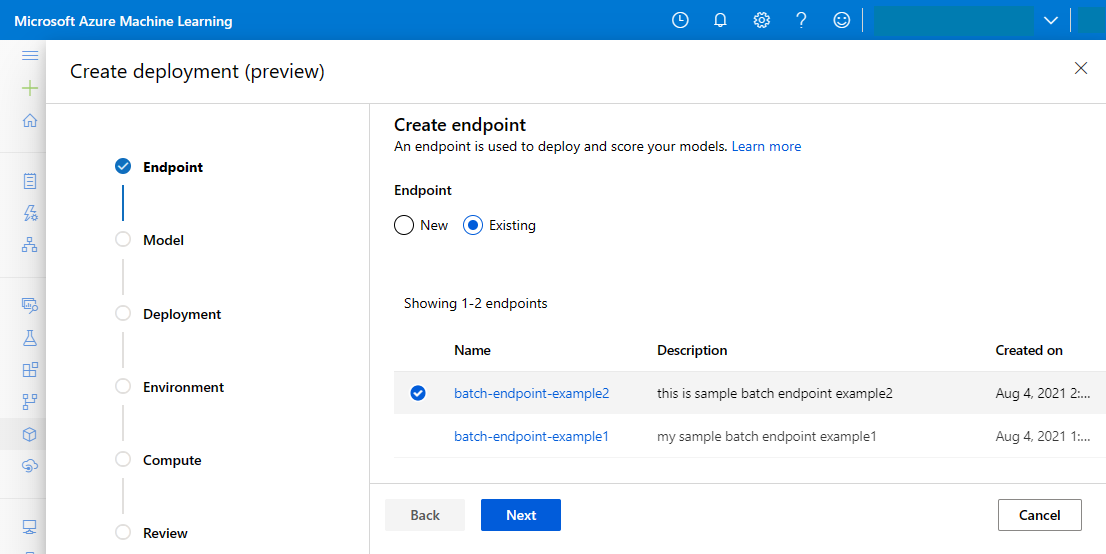 Microsoft Azure Machine Learning
Create deployment (preview)
Endpoint
Model
Deployment
Environment
Compute
Review
Create endpoint
An endpoint is used to deploy and score your models. Learn more
Endpoint
New Existing
Showing 1-2 endpoints
Name Description Created on
batch-endpoint-example2 this is sample batch endpoint example2 Aug 4, 2021 2:...
batch-endpoint-example1 my sample batch endpoint example1 Aug 4, 2021 1:...
Back Next Cancel